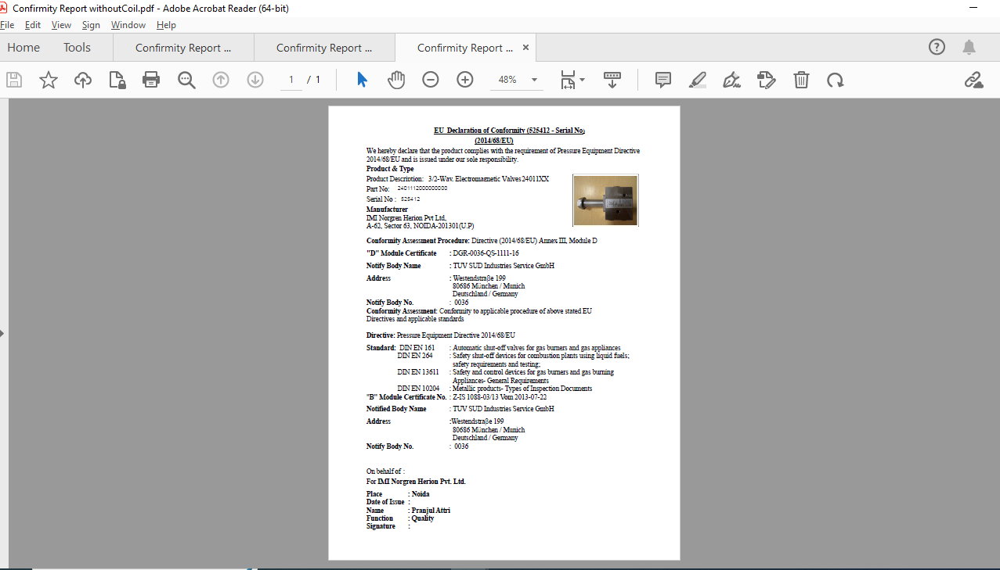 Confirmity Report withoutCoil.pdf - Adobe Acrobat Reader (64-bit)
File Edit View Sign Window Help
Home Tools Confirmity Report ... Confirmity Report ... Confirmity Report ...
1 / 1 48%
EU Declaration of Conformity (525412 - Serial No)
(2014/68/EU)
We hereby declare that the product complies with the requirement of Pressure Equipment Directive
2014/68/EU and is issued under our sole responsibility.
Product & Type
Product Description: 3/2-Way. Electromagnetic Valves 24011XX
Part No: 2401112000000000
Serial No : 525412
Manufacturer
IMI Norgren Herion Pvt Ltd,
A-62, Sector 63, NOIDA-201301(U.P)
Conformity Assessment Procedure: Directive (2014/68/EU) Annex III, Module D
"D" Module Certificate : DGR-0036-QS-1111-16
Notify Body Name : TUV SUD Industries Service GmbH
Address : Westendstraße 199
80686 München / Munich
Deutschland / Germany
Notify Body No. : 0036
Conformity Assessment: Conformity to applicable procedure of above stated EU
Directives and applicable standards
Directive: Pressure Equipment Directive 2014/68/EU
Standard: DIN EN 161 : Automatic shut-off valves for gas burners and gas appliances
DIN EN 264 : Safety shut-off devices for combustion plants using liquid fuels;
safety requirements and testing;
DIN EN 13611 : Safety and control devices for gas burners and gas burning
Appliances- General Requirements
DIN EN 10204 : Metallic products- Types of Inspection Documents
"B" Module Certificate No. : Z-IS 1088-03/13 Vom 2013-07-22
Notified Body Name : TUV SUD Industries Service GmbH
Address :Westendstraße 199
80686 München / Munich
Deutschland / Germany
Notify Body No. : 0036
On behalf of :
For IMI Norgren Herion Pvt. Ltd.
Place : Noida
Date of Issue :
Name : Pranjul Attri
Function : Quality
Signature :